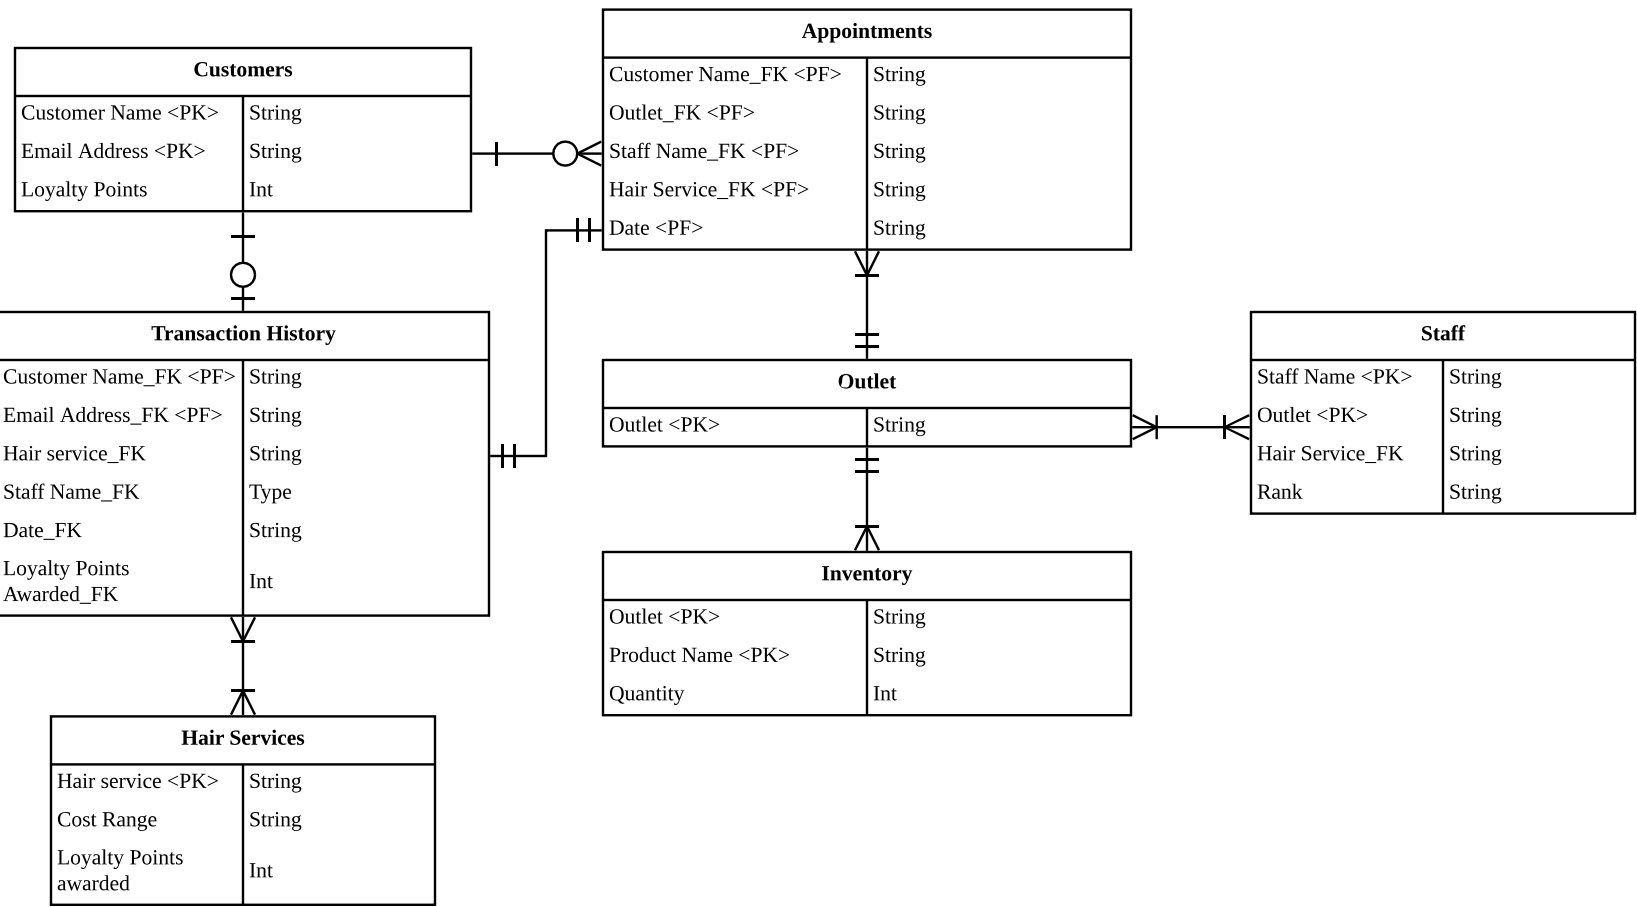 Customers
Customer Name <PK> String
Email Address <PK> String
Loyalty Points Int
Appointments
Customer Name_FK <PF> String
Outlet_FK <PF> String
Staff Name_FK <PF> String
Hair Service_FK <PF> String
Date <PF> String
Transaction History
Customer Name_FK <PF> String
Email Address_FK <PF> String
Hair service_FK String
Staff Name_FK Type
Date_FK String
Loyalty Points
Awarded_FK Int
Outlet
Outlet <PK> String
Staff
Staff Name <PK> String
Outlet <PK> String
Hair Service_FK String
Rank String
Inventory
Outlet <PK> String
Product Name <PK> String
Quantity Int
Hair Services
Hair service <PK> String
Cost Range String
Loyalty Points
awarded Int